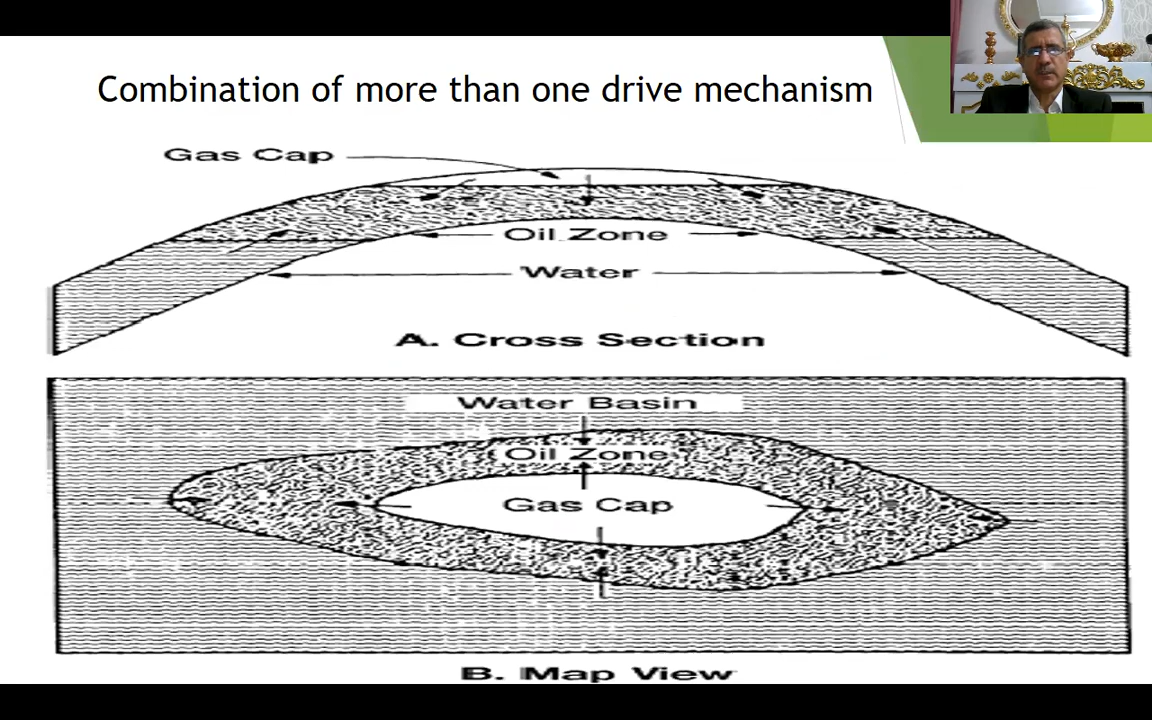 Combination of more than one drive mechanism
Gas Cap
Oil Zone
Water
A. Cross Section
Water Basin
Oil Zone
Gas Cap
B. Map View